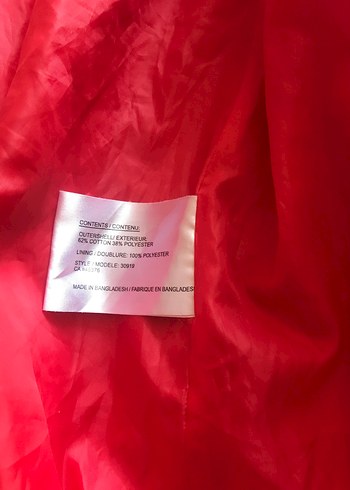 CONTENTS / CONTENU:
OUTERSHELL/ EXTERIEUR:
62% COTTON 38% POLYESTER
LINING / DOUBLURE: 100% POLYESTER
STYLE / MODELE: 30919
CA
MADE IN BANGLADESH / FABRIQUE EN BANGLADES